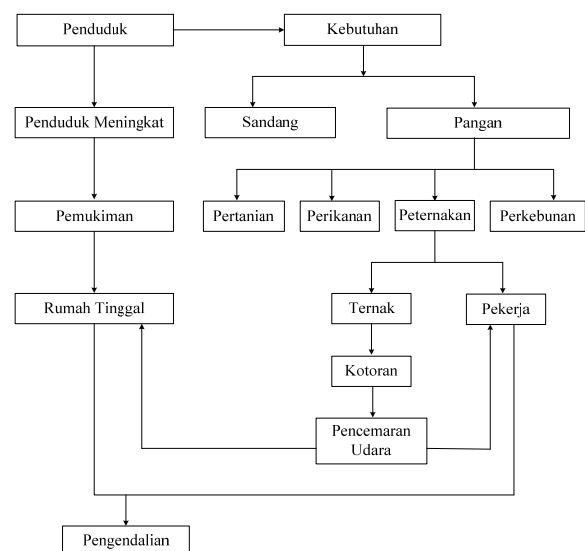 Penduduk
Kebutuhan
Penduduk Meningkat
Sandang
Pangan
Pemukiman
Pertanian
Perikanan
Peternakan
Perkebunan
Rumah Tinggal
Ternak
Pekerja
Kotoran
Pencemaran
Udara
Pengendalian